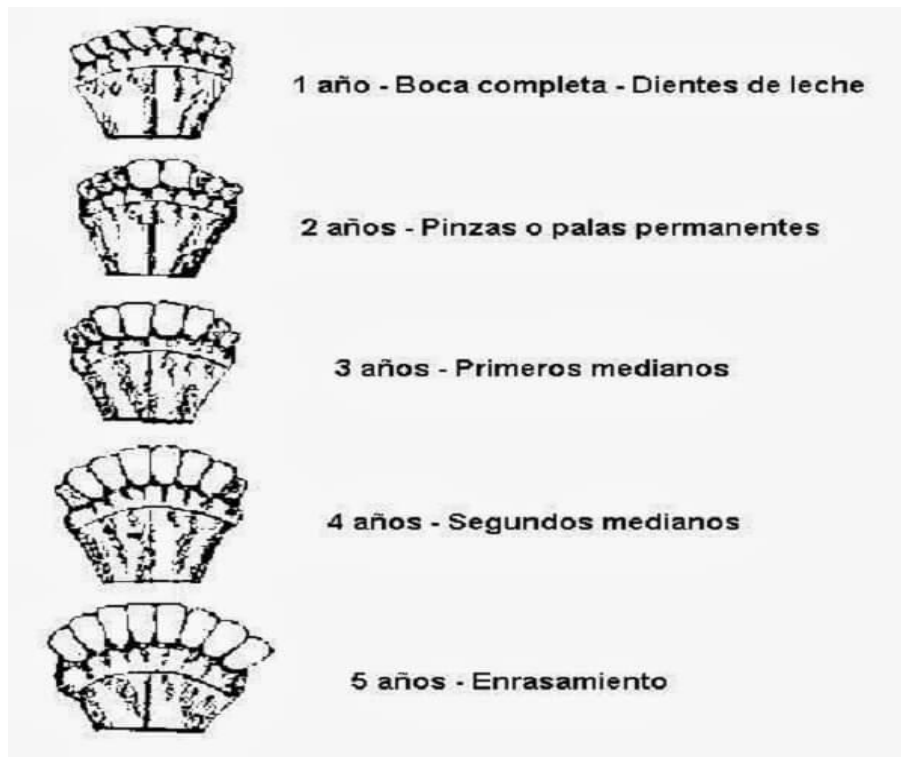 1 año - Boca completa - Dientes de leche
2 años - Pinzas o palas permanentes
3 años - Primeros medianos
4 años - Segundos medianos
5 años - Enrasamiento